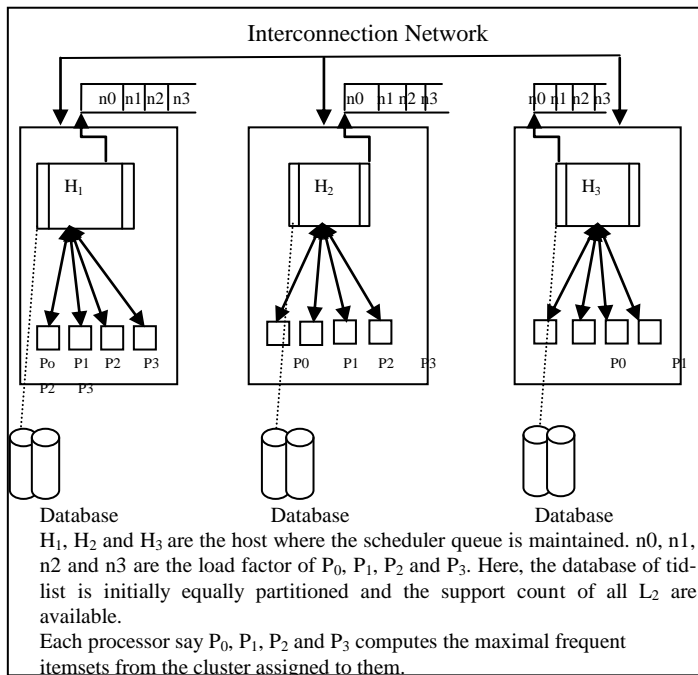 Interconnection Network
n0 n1 n2 n3 n0 n1 n2 n3 n0 n1 n2 n3
H₁ H₂ H₃
Po P1 P2 P3 P0 P1 P2 P3 P0 P1
P2 P3
Database Database Database
H₁, H₂ and H₃ are the host where the scheduler queue is maintained. n0, n1,
n2 and n3 are the load factor of P₀, P₁, P₂ and P₃. Here, the database of tid-
list is initially equally partitioned and the support count of all L₂ are
available.
Each processor say P₀, P₁, P₂ and P₃ computes the maximal frequent
itemsets from the cluster assigned to them.